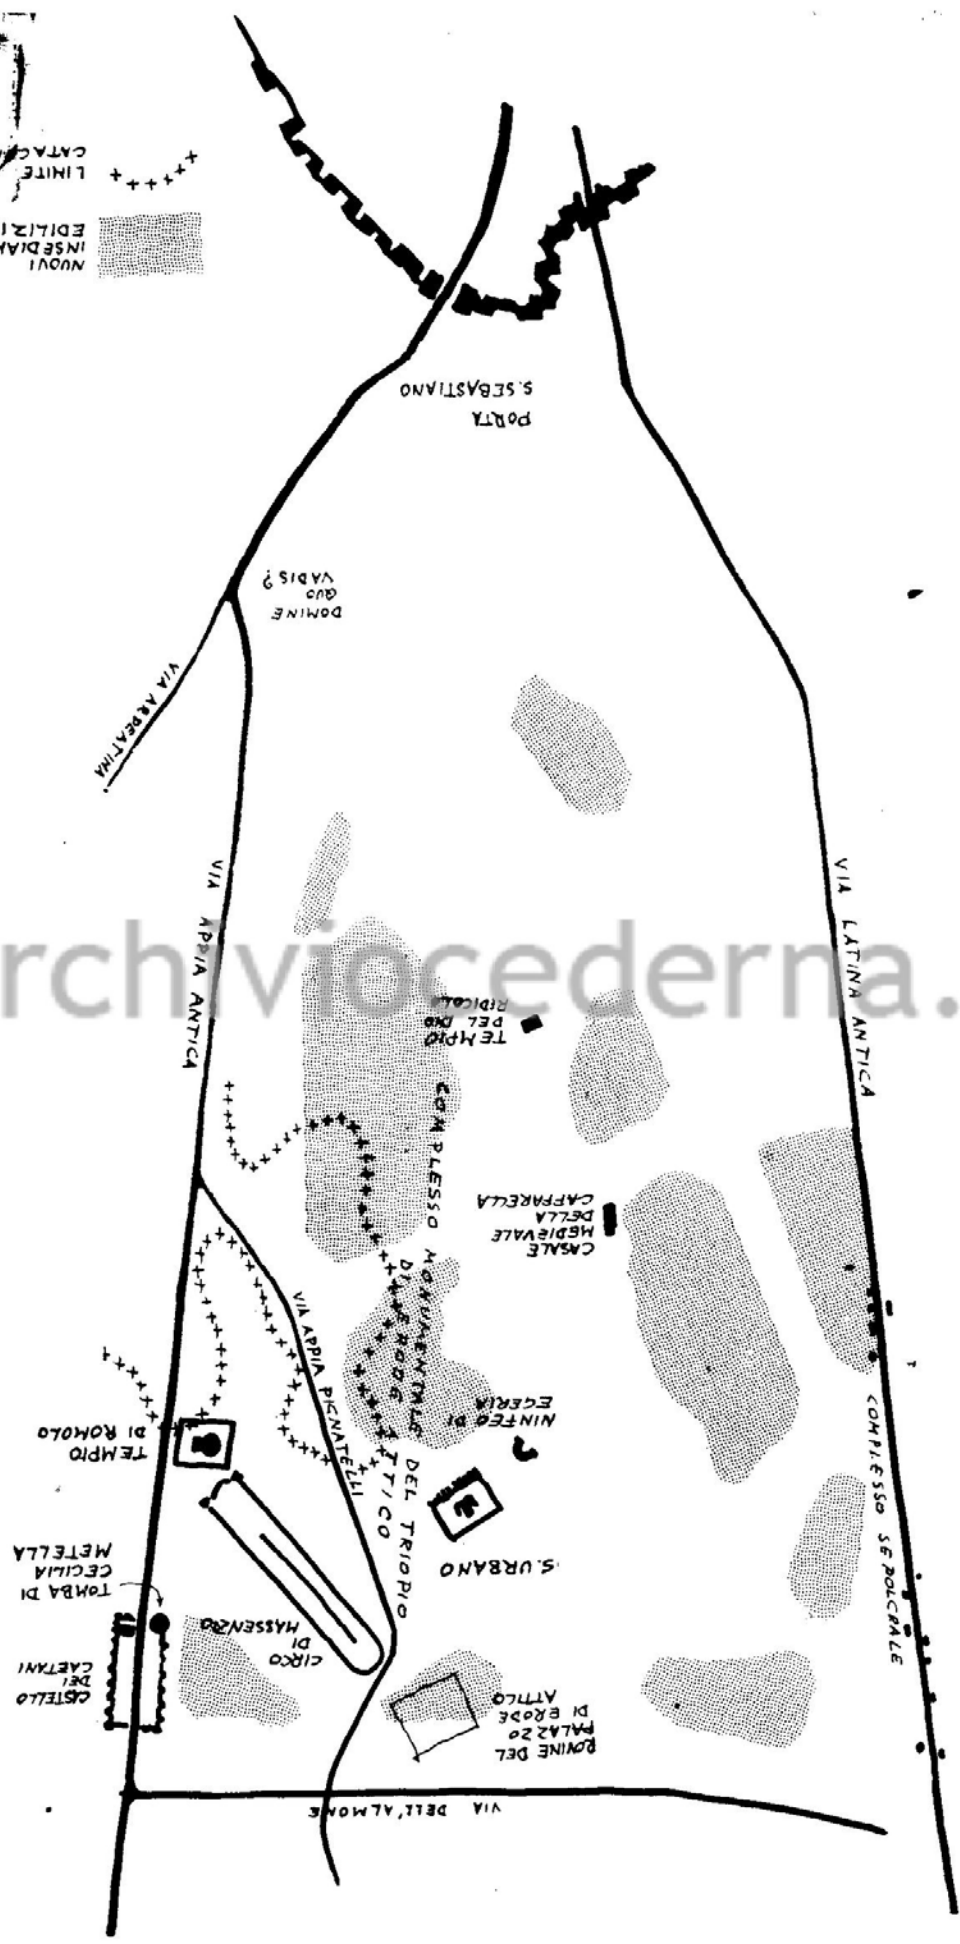 LIMITE
NUOVI
EDILIZI
PORTA
S. SEBASTIANO
DOMINE
QUO
VADIS?
VIA ARDEATINA
VIA APPIA ANTICA
VIA LATINA ANTICA
archiviocederna.
TEMPIO
DEL DIO
RIDICOLO
COMPLESSO MONUMENTALE DEL TRIOPIO
DI ERODE ATTICO
CASALE
MEDIEVALE
DELLA
CAFFARELLA
VIA APPIA PIGNATELLI
NINFEO DI
EGERIA
TEMPIO
DI ROMOLO
S. URBANO
COMPLESSO SEPOLCRALE
TOMBA DI
CECILIA
METELLA
CIRCO
DI
MASSENZIO
CASTELLO
DEI
CAETANI
ROVINE DEL
PALAZZO
DI ERODE
ATTICO
VIA DELL'ALMONE